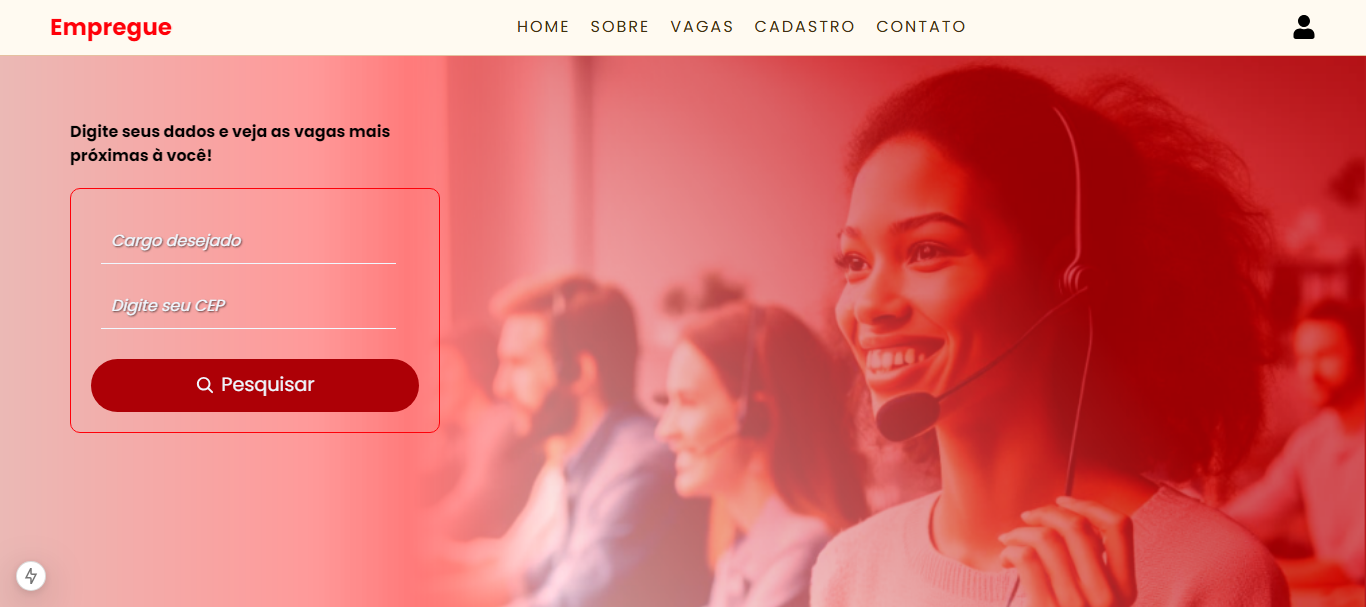 Empregue
HOME SOBRE VAGAS CADASTRO CONTATO
Digite seus dados e veja as vagas mais
próximas à você!
Cargo desejado
Digite seu CEP
Pesquisar